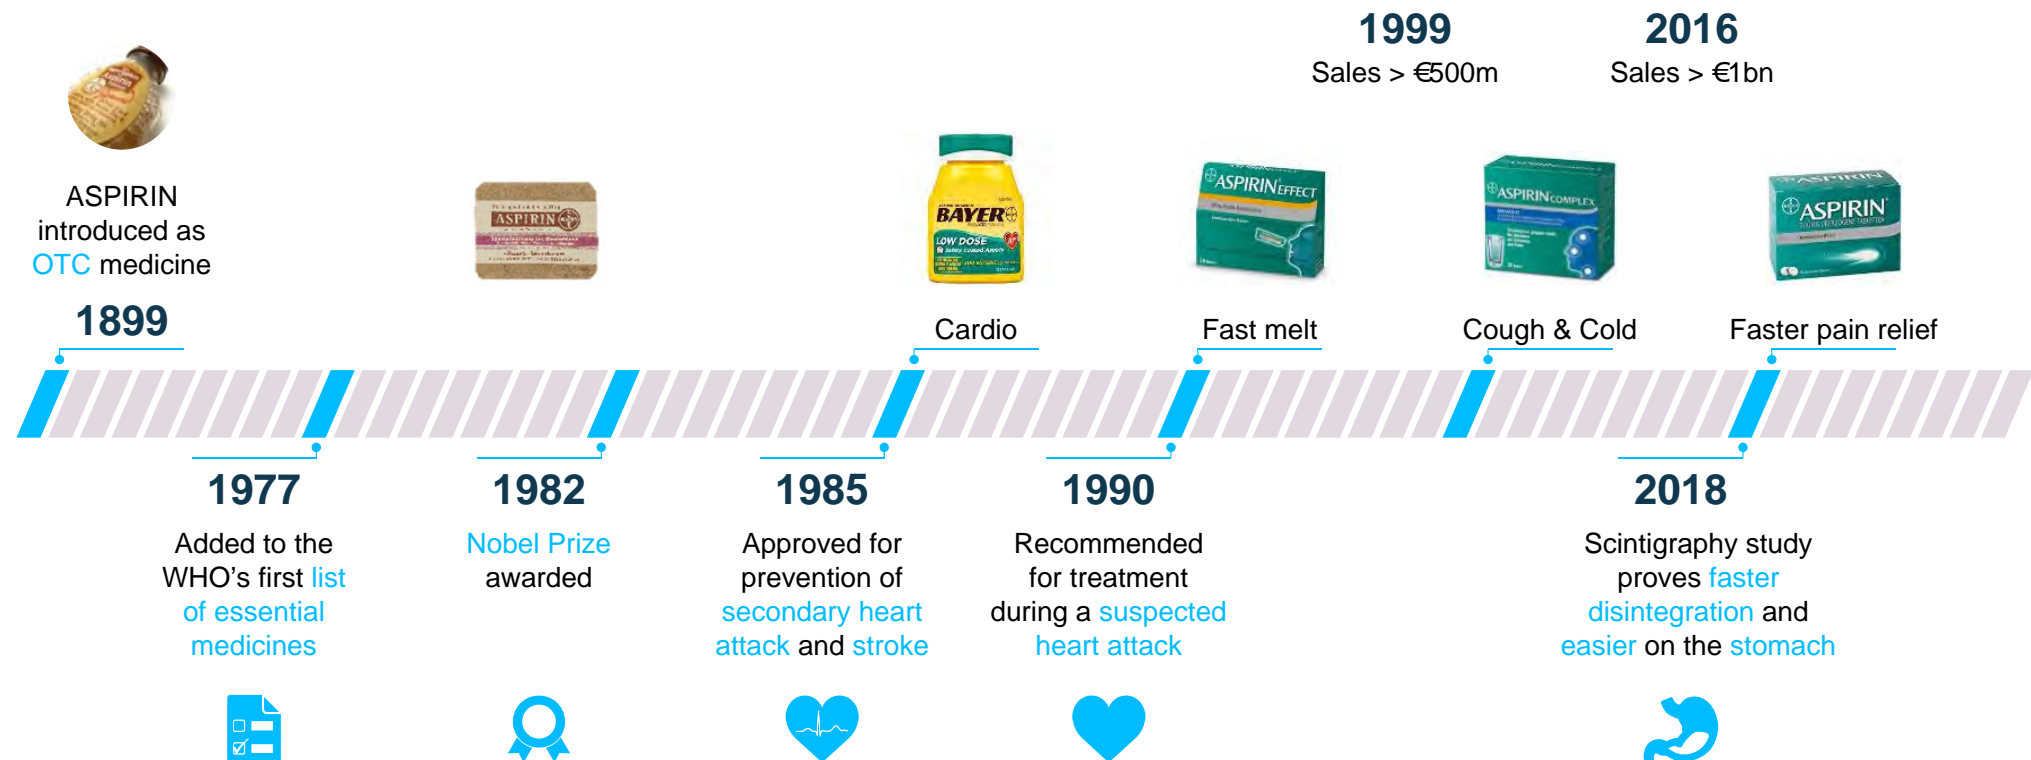 1999
Sales > €500m
2016
Sales > €1bn
ASPIRIN
introduced as
OTC medicine
1899
ASPIRIN
BAYER
LOW DOSE
Safety Coated Aspirin
ASPIRIN EFFECT
ASPIRIN COMPLEX
ASPIRIN
Cardio
Fast melt
Cough & Cold
Faster pain relief
1977
Added to the
WHO's first list
of essential
medicines
1982
Nobel Prize
awarded
1985
Approved for
prevention of
secondary heart
attack and stroke
1990
Recommended
for treatment
during a suspected
heart attack
2018
Scintigraphy study
proves faster
disintegration and
easier on the stomach